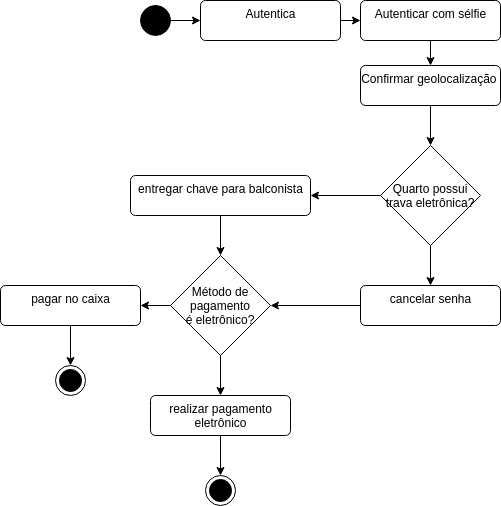 Autentica
Autenticar com sélfie
Confirmar geolocalização
Quarto possui
trava eletrônica?
entregar chave para balconista
cancelar senha
Método de
pagamento
é eletrônico?
pagar no caixa
realizar pagamento
eletrônico